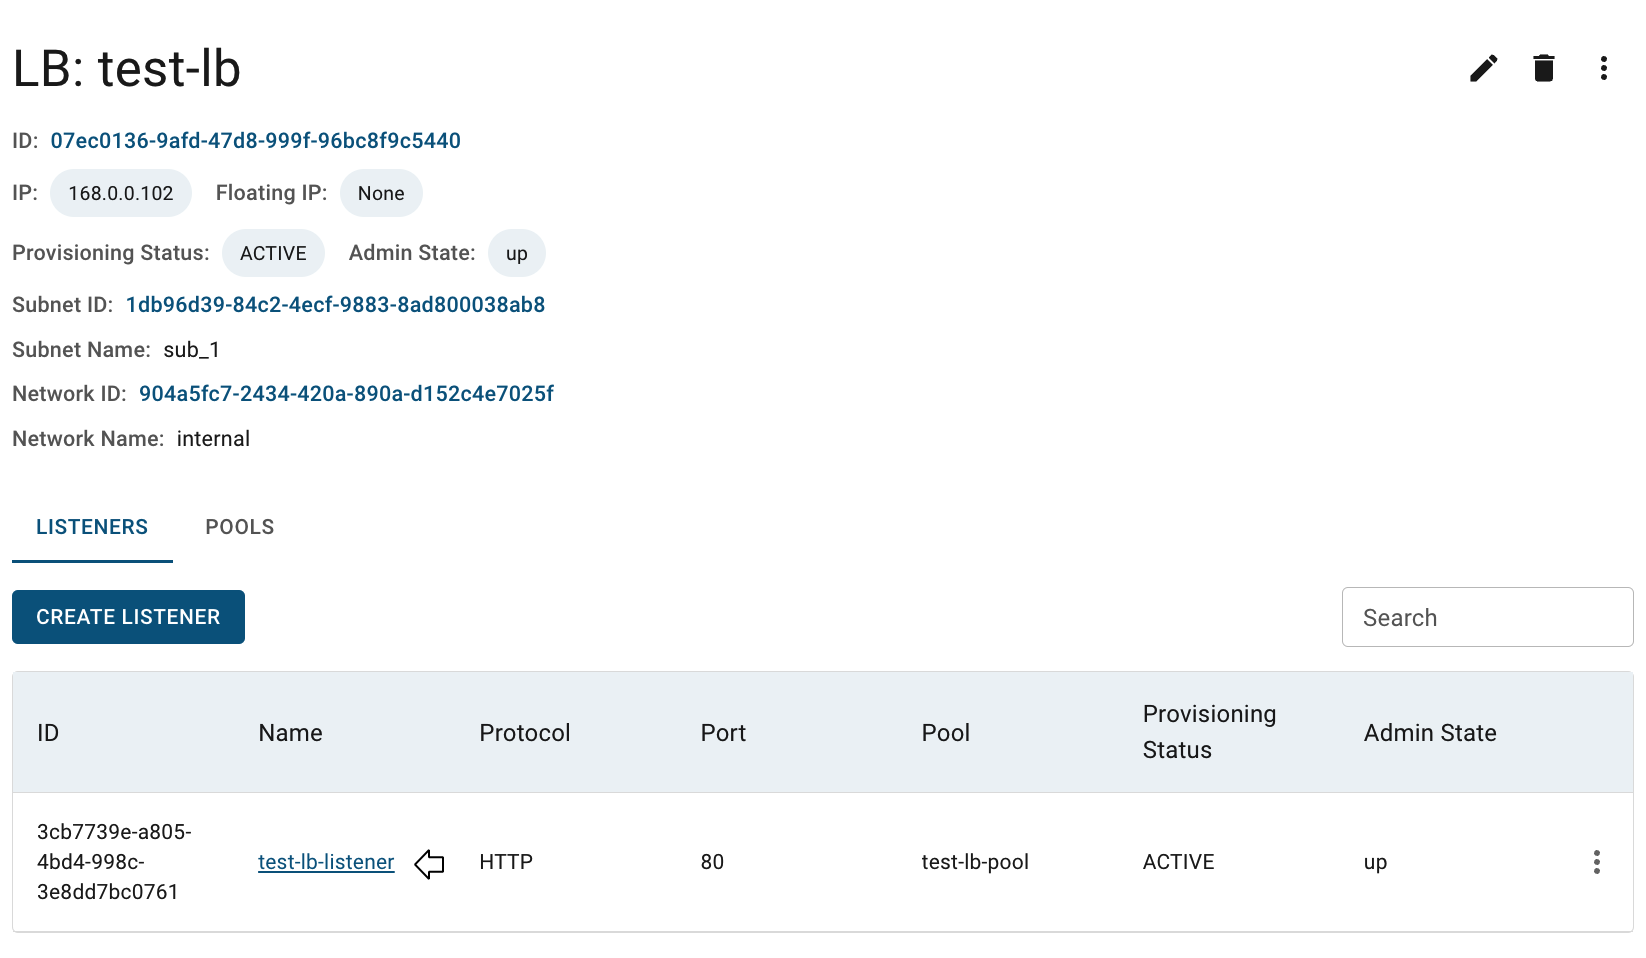 LB: test-lb
ID: 07ec0136-9afd-47d8-999f-96bc8f9c5440
IP: 168.0.0.102 Floating IP: None
Provisioning Status: ACTIVE Admin State: up
Subnet ID: 1db96d39-84c2-4ecf-9883-8ad800038ab8
Subnet Name: sub_1
Network ID: 904a5fc7-2434-420a-890a-d152c4e7025f
Network Name: internal
LISTENERS POOLS
CREATE LISTENER Search
ID Name Protocol Port Pool Provisioning Status Admin State
3cb7739e-a805-
4bd4-998c- test-lb-listener HTTP 80 test-lb-pool ACTIVE up
3e8dd7bc0761